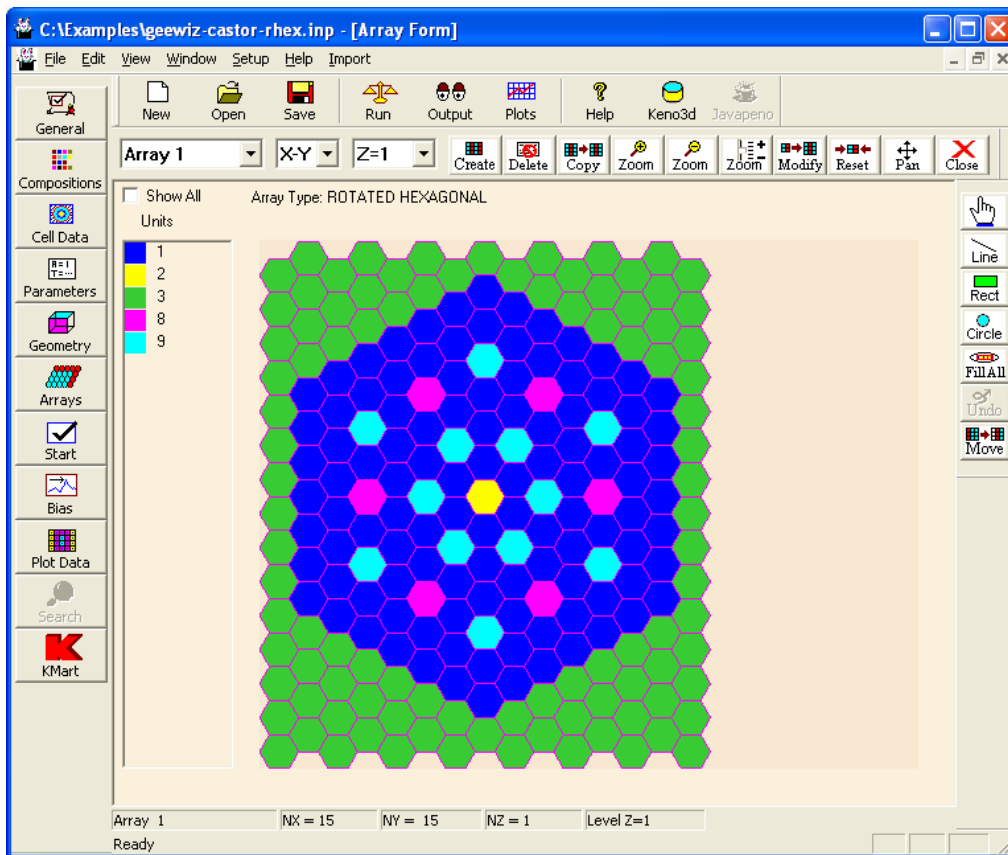 C:\Examples\geewiz-castor-rhex.inp - [Array Form]
File Edit View Window Setup Help Import
General
New Open Save Run Output Plots Help Keno3d Javapeno
Array 1 X-Y Z=1 Create Delete Copy Zoom Zoom Zoom Modify Reset Pan Close
Compositions
Cell Data
Parameters
Geometry
Arrays
Start
Bias
Plot Data
Search
KMart
Show All Array Type: ROTATED HEXAGONAL
Units
1
2
3
8
9
Line
Rect
Circle
Fill All
Undo
Move
Array 1 NX = 15 NY = 15 NZ = 1 Level Z=1
Ready